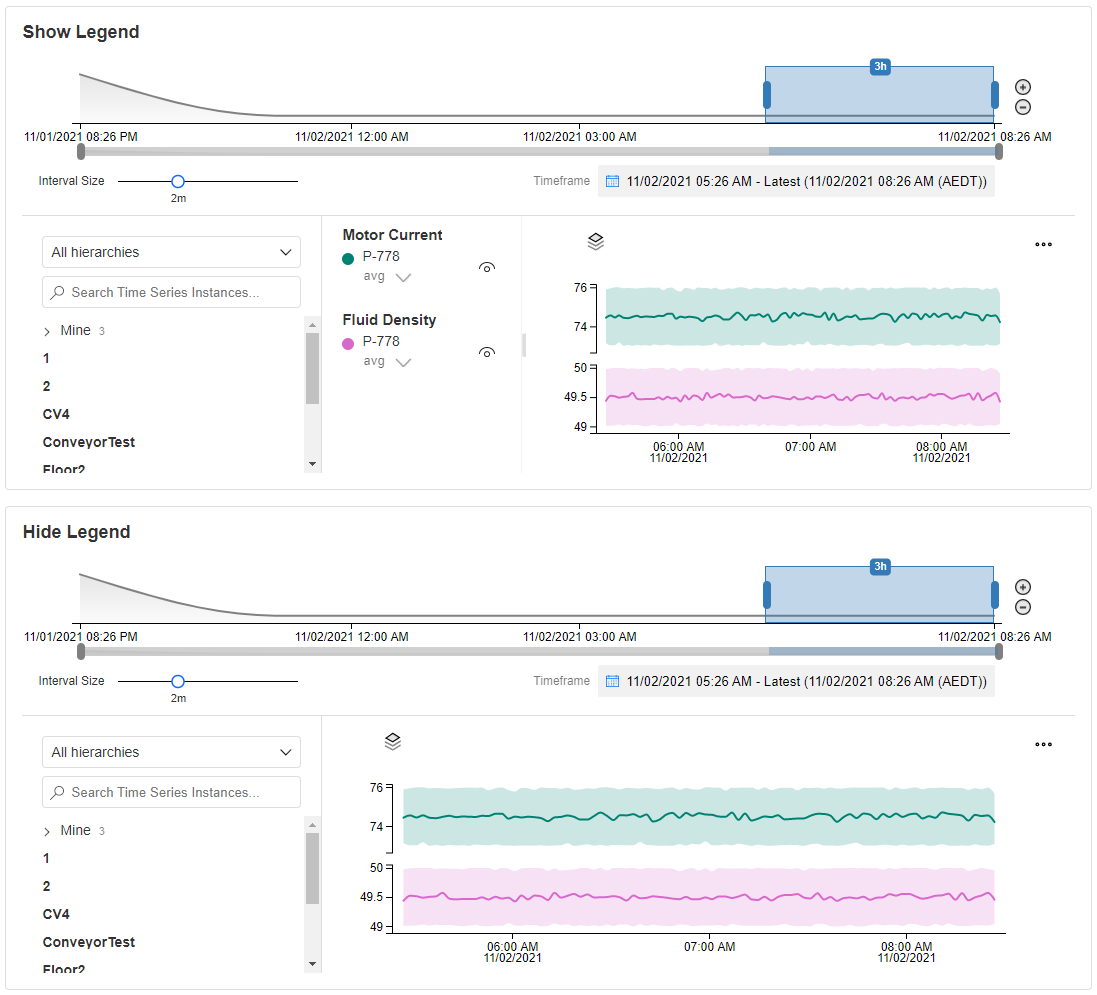 Show Legend
3h
11/01/2021 08:26 PM
11/02/2021 12:00 AM
11/02/2021 03:00 AM
11/02/2021 08:26 AM
Interval Size
2m
Timeframe
11/02/2021 05:26 AM - Latest (11/02/2021 08:26 AM (AEDT))
All hierarchies
Search Time Series Instances...
Mine 3
1
2
CV4
ConveyorTest
Floor2
Motor Current
P-778
avg
Fluid Density
P-778
avg
76
74
50
49.5
49
06:00 AM
11/02/2021
07:00 AM
08:00 AM
11/02/2021
Hide Legend
3h
11/01/2021 08:26 PM
11/02/2021 12:00 AM
11/02/2021 03:00 AM
11/02/2021 08:26 AM
Interval Size
2m
Timeframe
11/02/2021 05:26 AM - Latest (11/02/2021 08:26 AM (AEDT))
All hierarchies
Search Time Series Instances...
Mine 3
1
2
CV4
ConveyorTest
Floor2
76
74
50
49.5
49
06:00 AM
11/02/2021
07:00 AM
08:00 AM
11/02/2021